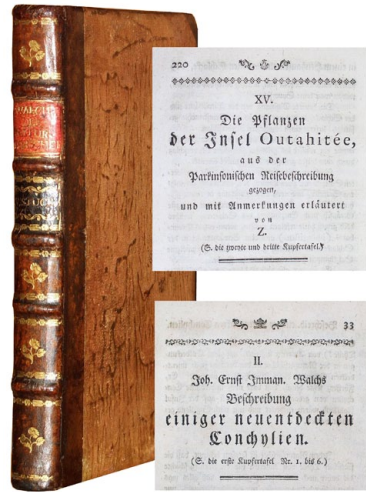 WALCH
220
XV.
Die Pflanzen
der Insel Outahitée,
aus der
Parkinsonischen Reisebeschreibung
gezogen,
und mit Anmerkungen erläutert
von
Z.
(S. die zweyte und dritte Kupfertafel.)
33
II.
Joh. Ernst Imman. Walchs
Beschreibung
einiger neuentdeckten
Conchylien.
(S. die erste Kupfertafel Nr. 1. bis 6.)